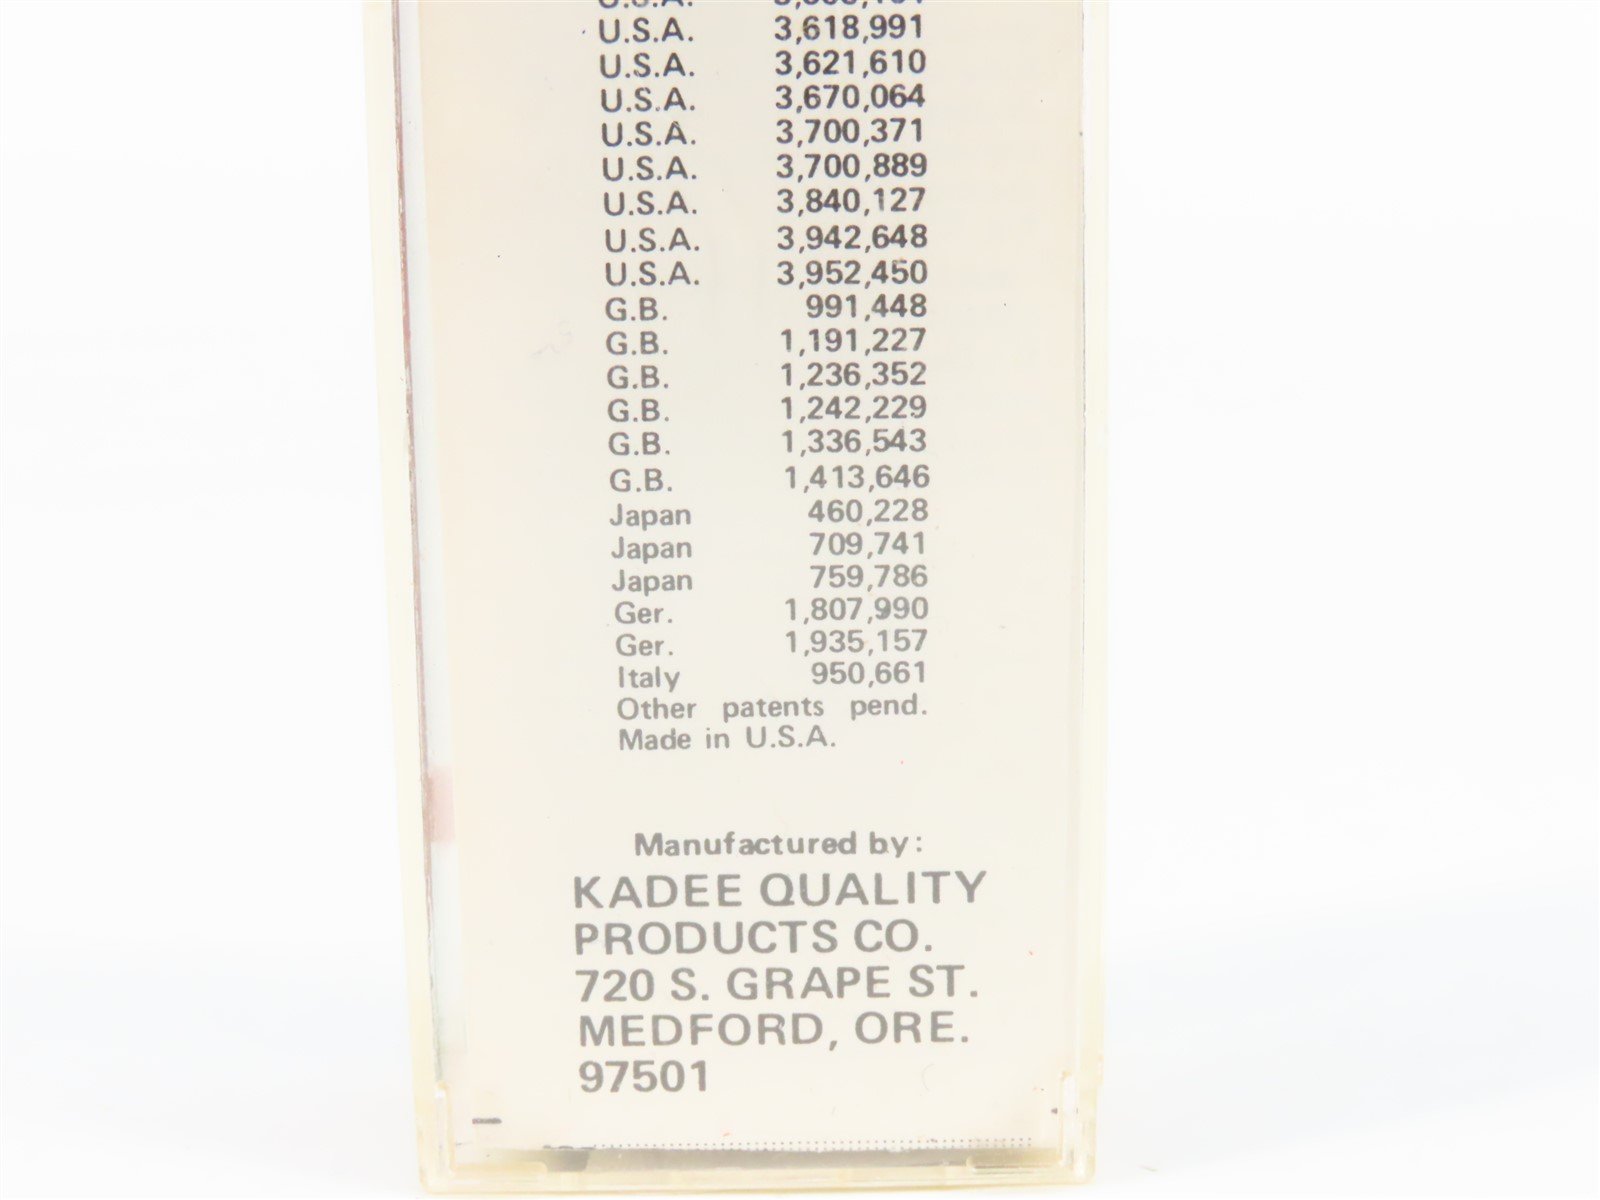 U.S.A. 3,618,991
U.S.A. 3,621,610
U.S.A. 3,670,064
U.S.A. 3,700,371
U.S.A. 3,700,889
U.S.A. 3,840,127
U.S.A. 3,942,648
U.S.A. 3,952,450
G.B. 991,448
G.B. 1,191,227
G.B. 1,236,352
G.B. 1,242,229
G.B. 1,336,543
G.B. 1,413,646
Japan 460,228
Japan 709,741
Japan 759,786
Ger. 1,807,990
Ger. 1,935,157
Italy 950,661
Other patents pend.
Made in U.S.A.
Manufactured by:
KADEE QUALITY
PRODUCTS CO.
720 S. GRAPE ST.
MEDFORD, ORE.
97501